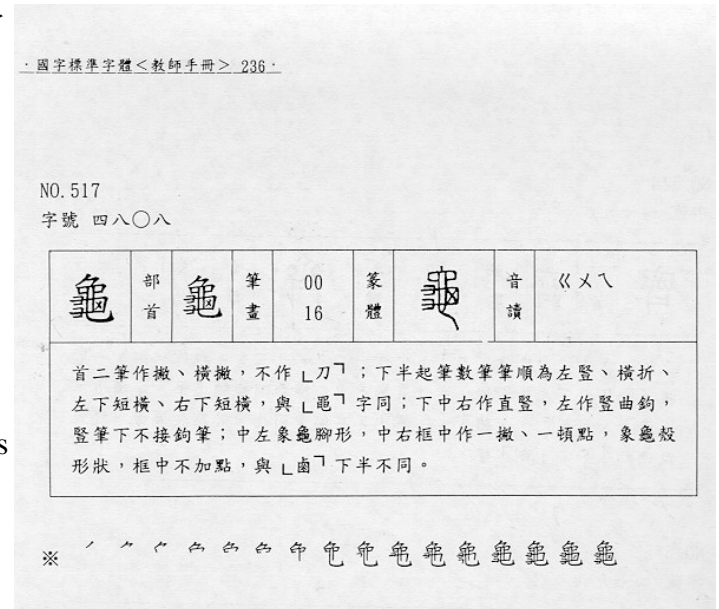 ·國字標準字體<教師手冊> 236·
NO.517
字號 四八〇八
龜 部首 龜 筆畫 00 16 篆體 龜 音讀 ㄍㄨㄟ
首二筆作撇、橫撇,不作「刀」;下半起筆數筆筆順為左豎、橫折、
左下短橫、右下短橫,與「黽」字同;下中右作直豎,左作豎曲鉤,
豎筆下不接鉤筆;中左象龜腳形,中右框中作一撇、一頓點,象龜殼
形狀,框中不加點,與「鹵」下半不同。
s